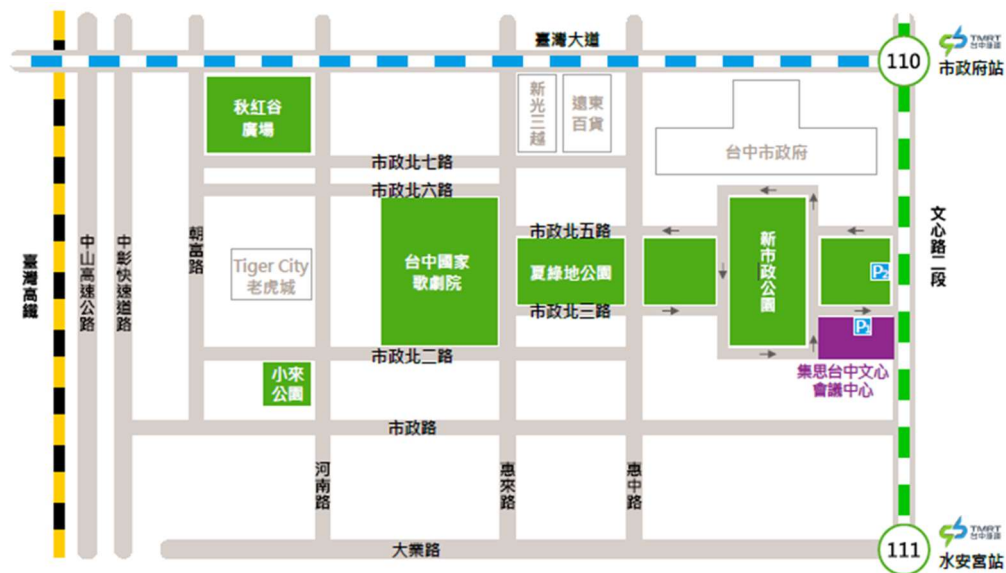 臺灣大道
110
TMRT
台中捷運
市政府站
秋紅谷
廣場
新光三越
遠東
百貨
台中市政府
市政北七路
市政北六路
臺灣高鐵
中山高速公路
中彰快速道路
朝富路
Tiger City
老虎城
台中國家
歌劇院
市政北五路
夏綠地公園
市政北三路
新市政公園
P2
P1
文心路二段
市政北二路
小來
公園
集思台中文心
會議中心
市政路
河南路
惠來路
惠中路
大業路
111
TMRT
台中捷運
水安宮站